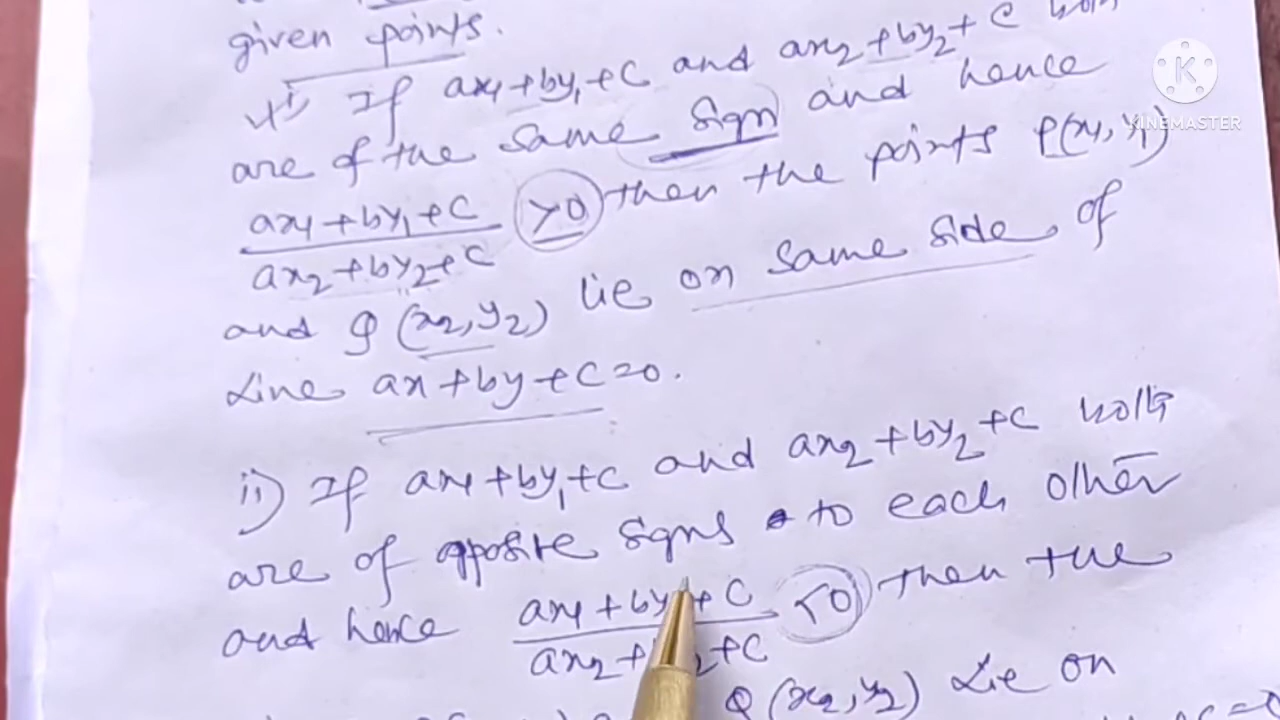 given points.
i) If ax₁+by₁+c and ax₂+by₂+c both
are of the same sign and hence
ax₁+by₁+c
ax₂+by₂+c
>0 then the points P(x₁, y₁)
and Q (x₂,y₂) lie on same side of
Line ax+by+c=0.
ii) If ax₁+by₁+c and ax₂+by₂+c both
are of opposite signs to each other
and hence
ax₁+by₁+c
ax₂+ +c
<0 then the
Q (x₂,y₂) Lie on
=0
K
KINEMASTER